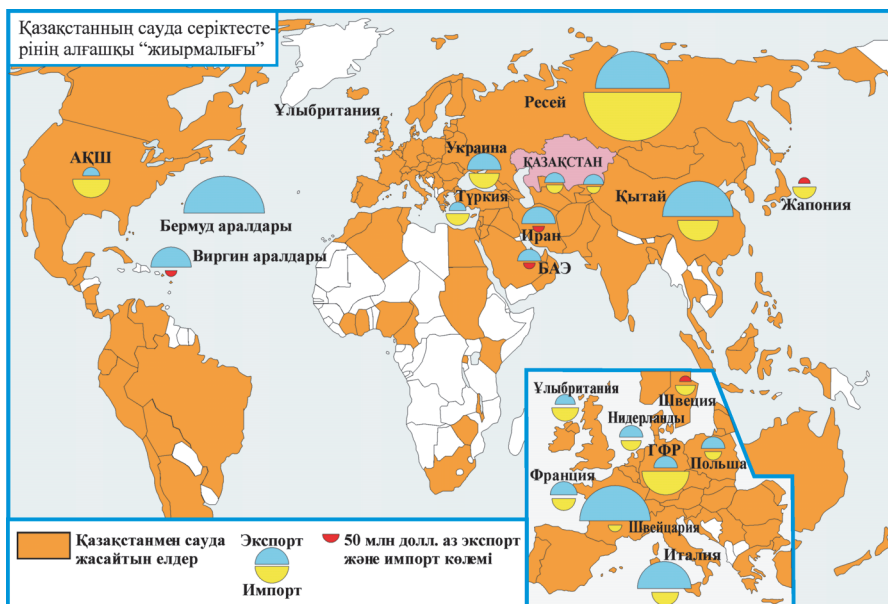 Қазақстанның сауда серіктесте-
рінің алғашқы “жиырмалығы”
Ұлыбритания
Ресей
АҚШ
Украина
ҚАЗАҚСТАН
Түркия
Қытай
Жапония
Бермуд аралдары
Иран
Виргин аралдары
БАЭ
Ұлыбритания
Швеция
Нидерланды
ГФР
Польша
Франция
Швейцария
Италия
Қазақстанмен сауда
жасайтын елдер
Экспорт
Импорт
50 млн долл. аз экспорт
және импорт көлемі